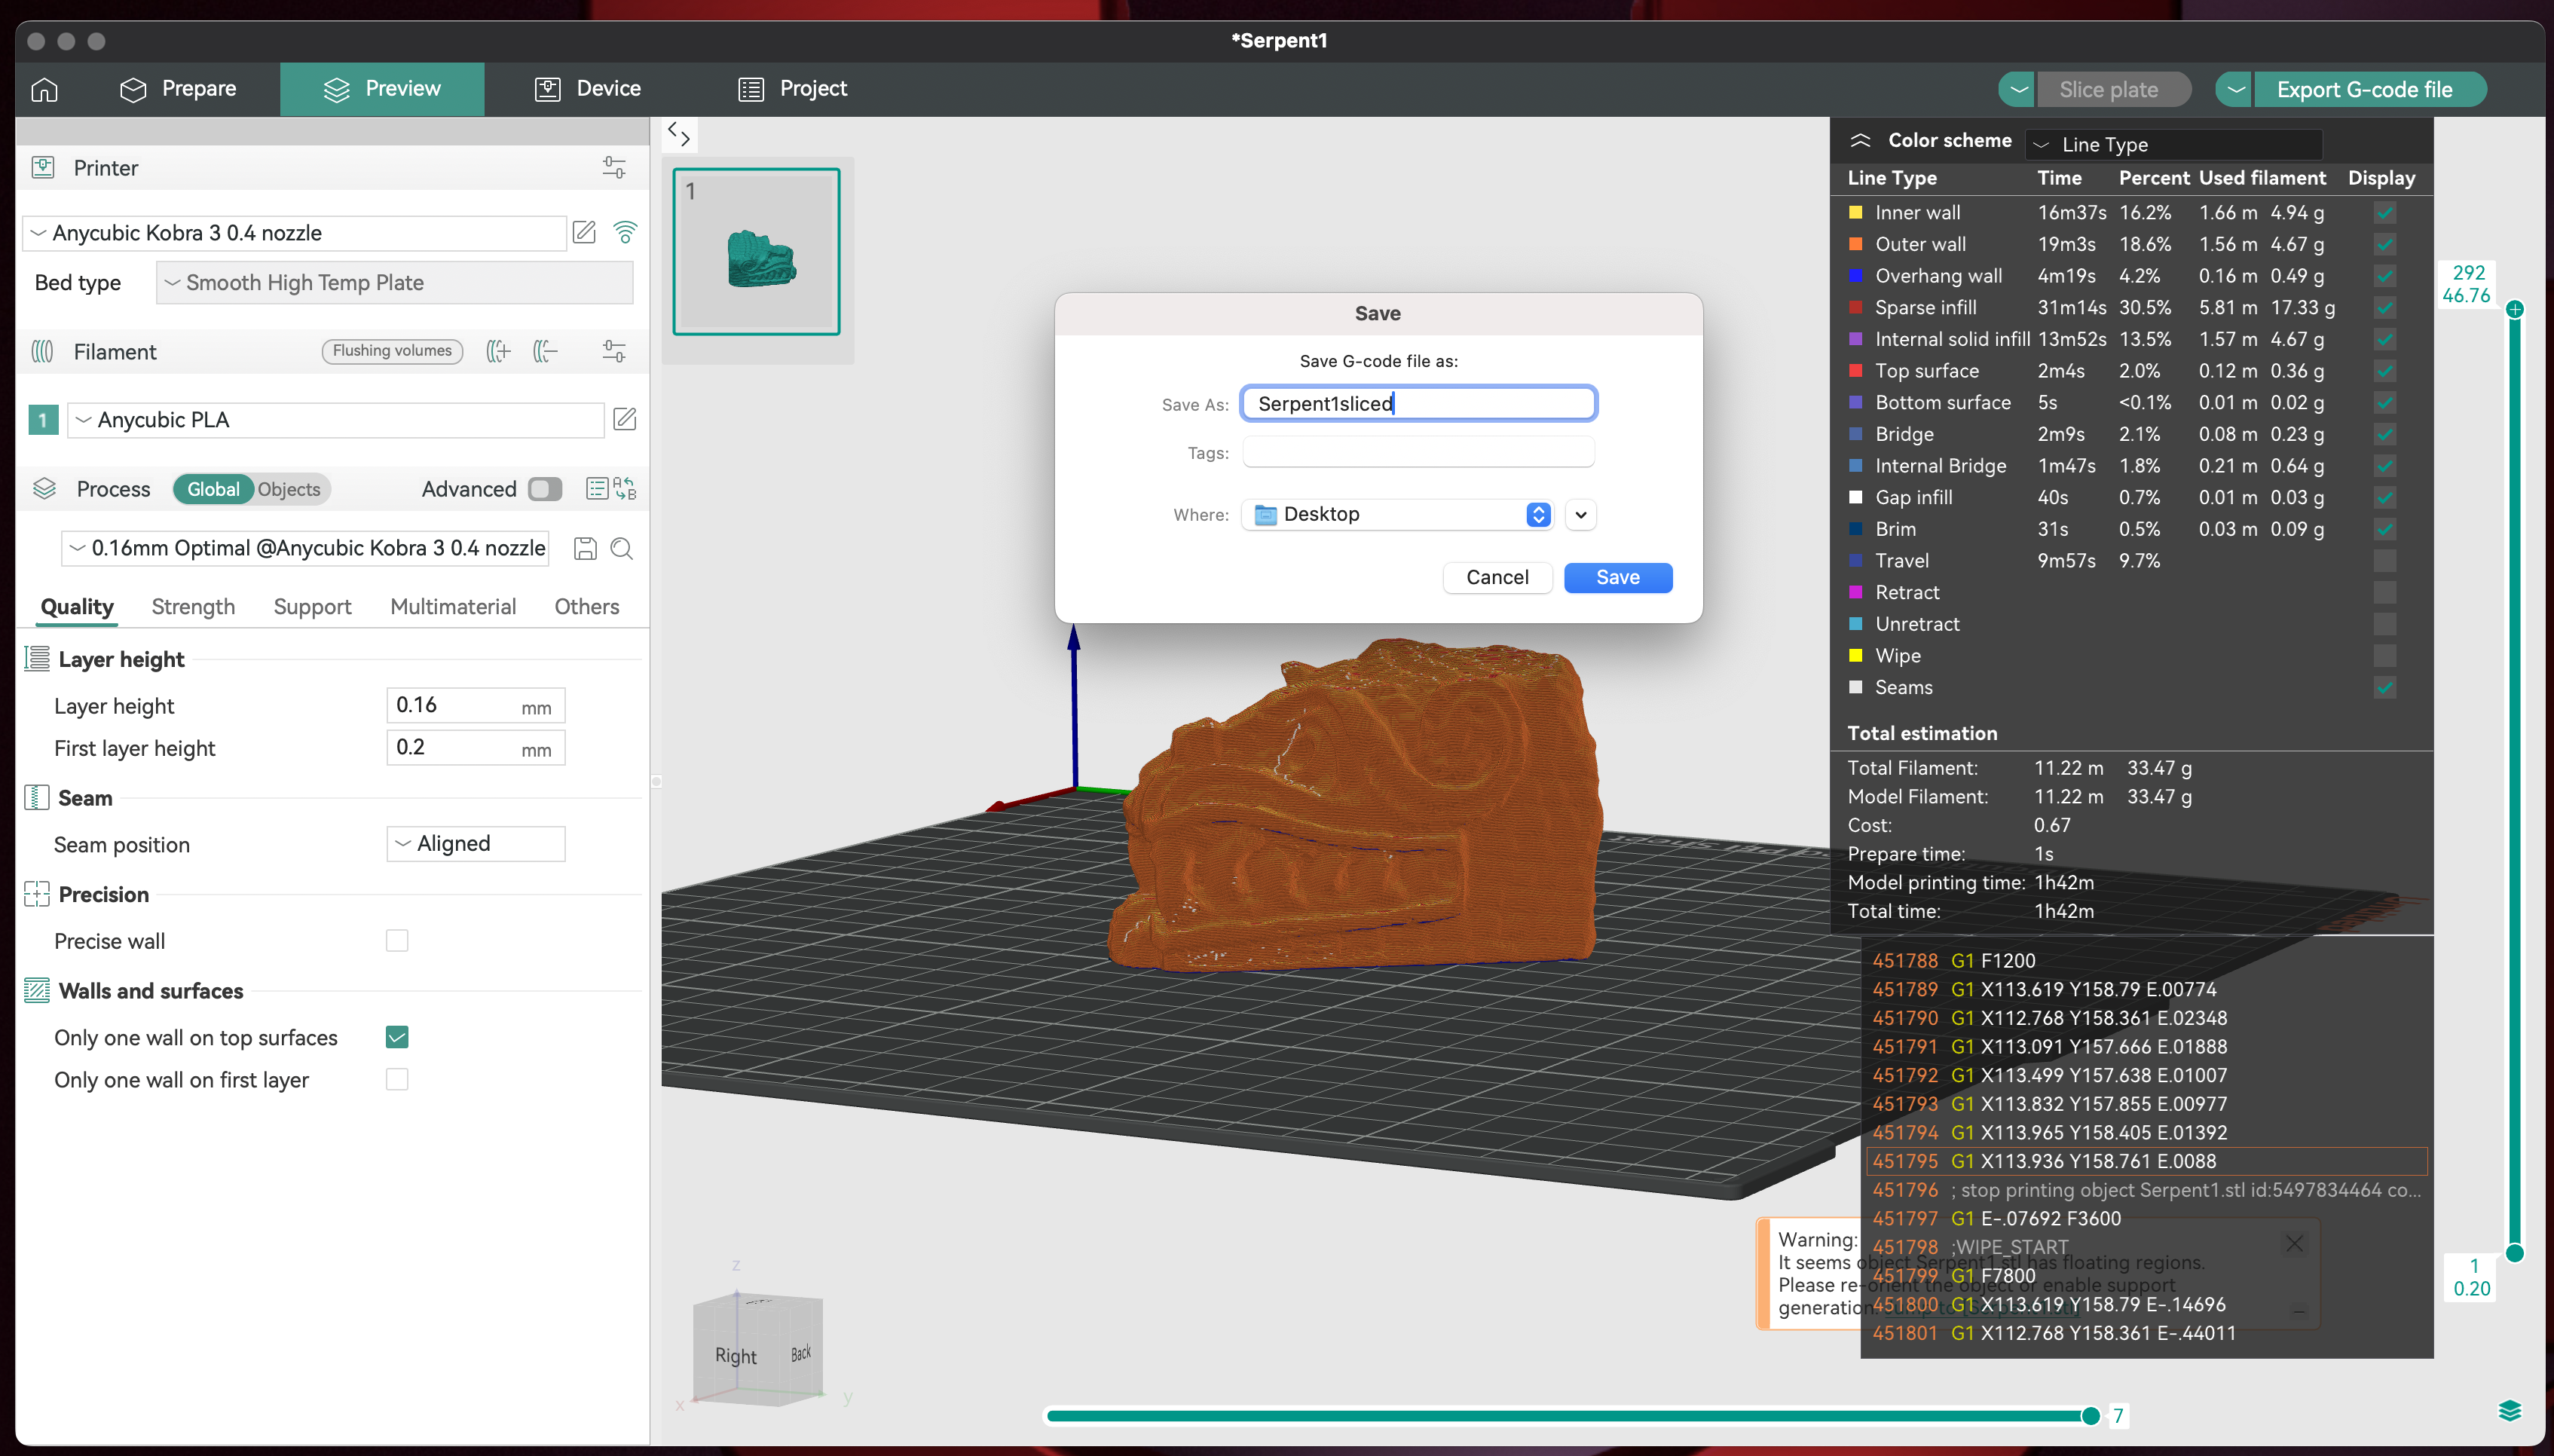 *Serpent1
Prepare
Preview
Device
Project
Slice plate
Export G-code file
Printer
Anycubic Kobra 3 0.4 nozzle
Bed type
Smooth High Temp Plate
Filament
Flushing volumes
1
Anycubic PLA
Process
Global
Objects
Advanced
0.16mm Optimal @Anycubic Kobra 3 0.4 nozzle
Quality
Strength
Support
Multimaterial
Others
Layer height
Layer height
0.16
mm
First layer height
0.2
mm
Seam
Seam position
Aligned
Precision
Precise wall
Walls and surfaces
Only one wall on top surfaces
Only one wall on first layer
1
Save
Save G-code file as:
Save As:
Serpent1sliced
Tags:
Where:
Desktop
Cancel
Save
Color scheme
Line Type
Line Type Time Percent Used filament Display
Inner wall 16m37s 16.2% 1.66 m 4.94 g
Outer wall 19m3s 18.6% 1.56 m 4.67 g
Overhang wall 4m19s 4.2% 0.16 m 0.49 g
Sparse infill 31m14s 30.5% 5.81 m 17.33 g
Internal solid infill 13m52s 13.5% 1.57 m 4.67 g
Top surface 2m4s 2.0% 0.12 m 0.36 g
Bottom surface 5s <0.1% 0.01 m 0.02 g
Bridge 2m9s 2.1% 0.08 m 0.23 g
Internal Bridge 1m47s 1.8% 0.21 m 0.64 g
Gap infill 40s 0.7% 0.01 m 0.03 g
Brim 31s 0.5% 0.03 m 0.09 g
Travel 9m57s 9.7%
Retract
Unretract
Wipe
Seams
Total estimation
Total Filament: 11.22 m 33.47 g
Model Filament: 11.22 m 33.47 g
Cost: 0.67
Prepare time: 1s
Model printing time: 1h42m
Total time: 1h42m
451788 G1 F1200
451789 G1 X113.619 Y158.79 E.00774
451790 G1 X112.768 Y158.361 E.02348
451791 G1 X113.091 Y157.666 E.01888
451792 G1 X113.499 Y157.638 E.01007
451793 G1 X113.832 Y157.855 E.00977
451794 G1 X113.965 Y158.405 E.01392
451795 G1 X113.936 Y158.761 E.0088
451796 ; stop printing object Serpent1.stl id:5497834464 co...
451797 G1 E-.07692 F3600
451798 ;WIPE_START
451799 G1 F7800
451800 G1 X113.619 Y158.79 E-.14696
451801 G1 X112.768 Y158.361 E-.44011
Warning:
It seems object Serpent1.stl has floating regions.
Please re-orient the object or enable support
generation.
292
46.76
1
0.20
Z
Right
Back
X
y
7